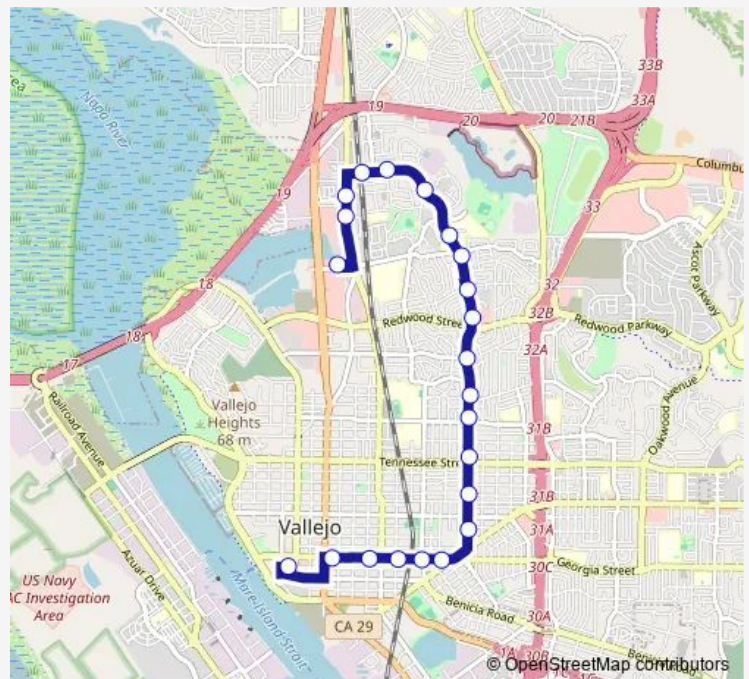 33B
33A
19
20
20
21B
Napa River
Columbu
19
33
Ascot Parkway
18
32
18
32B
Redwood Stree
Redwood Parkway
17
32A
Railroad Avenue
Vallejo
Heights
68 m
Oakwood Avenue
31B
Tennessee Stre
31B
Vallejo
31A
Azuar Drive
30C
Georgia Street
US Navy
AC Investigation
Area
Mare Island Strait
Benicia Road
30A
CA 29
1A
30B
Benicia Road
© OpenStreetMap contributors